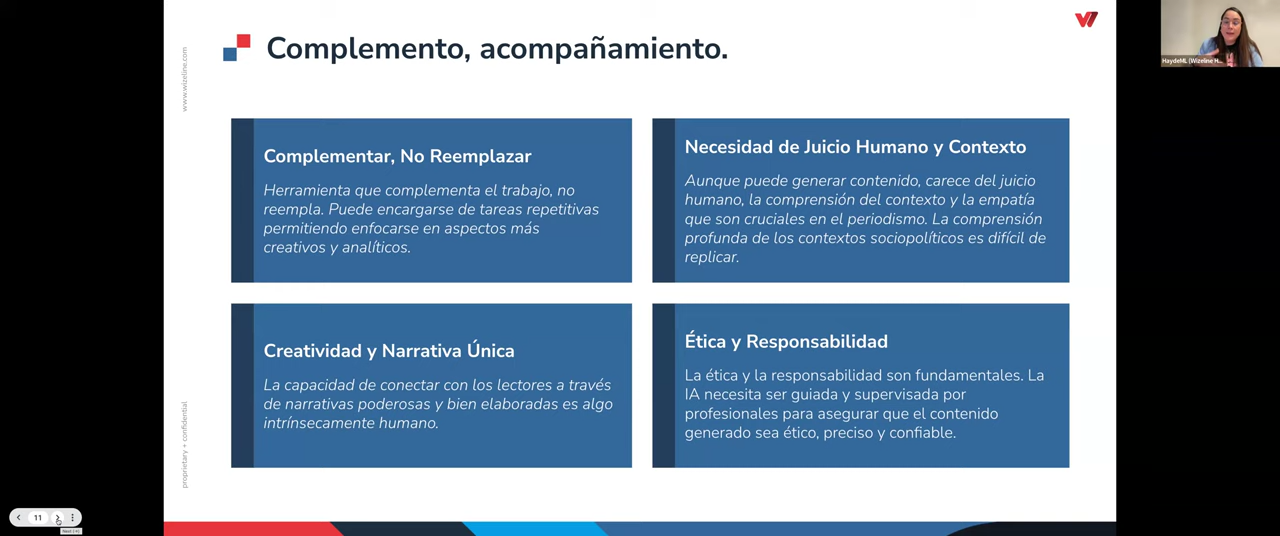 Complemento, acompañamiento.
www.wizeline.com
Complementar, No Reemplazar
Herramienta que complementa el trabajo, no
reempla. Puede encargarse de tareas repetitivas
permitiendo enfocarse en aspectos más
creativos y analíticos.
Necesidad de Juicio Humano y Contexto
Aunque puede generar contenido, carece del juicio
humano, la comprensión del contexto y la empatía
que son cruciales en el periodismo. La comprensión
profunda de los contextos sociopolíticos es difícil de
replicar.
Creatividad y Narrativa Única
La capacidad de conectar con los lectores a través
de narrativas poderosas y bien elaboradas es algo
intrínsecamente humano.
Ética y Responsabilidad
La ética y la responsabilidad son fundamentales. La
IA necesita ser guiada y supervisada por
profesionales para asegurar que el contenido
generado sea ético, preciso y confiable.
proprietary + confidential
HaydeML (Wizeline H...
11